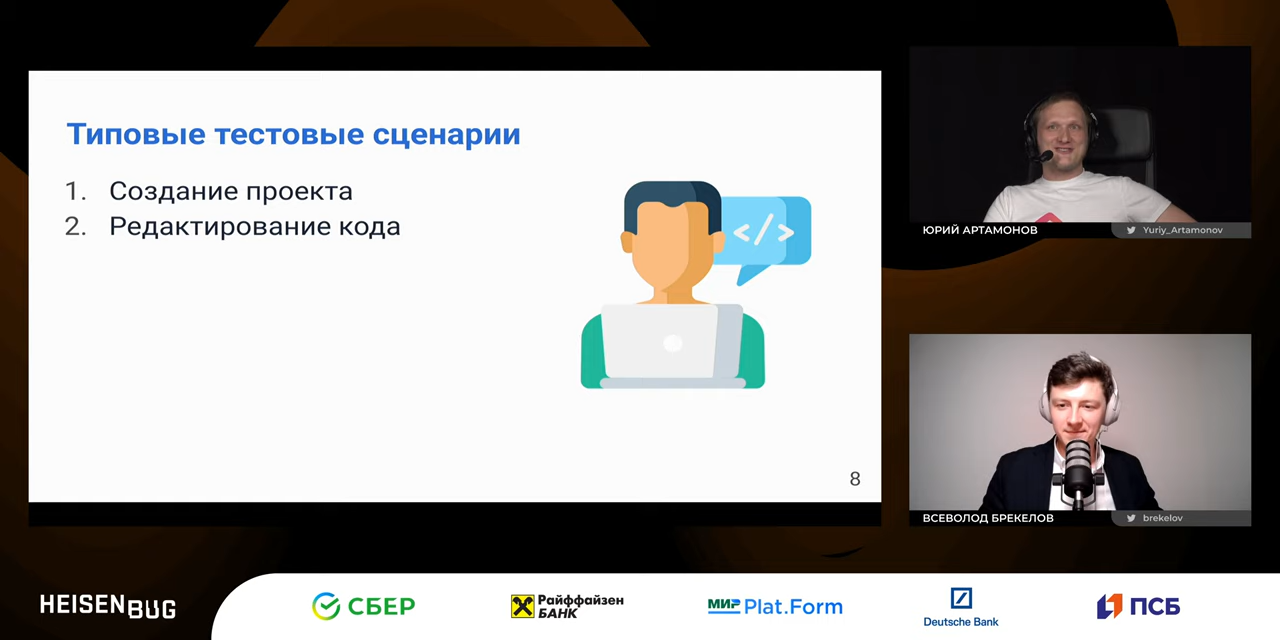 Типовые тестовые сценарии
1. Создание проекта
2. Редактирование кода
</>
8
ЮРИЙ АРТАМОНОВ
Yuriy_Artamonov
ВСЕВОЛОД БРЕКЕЛОВ
brekelov
HEISENBUG
СБЕР
Райффайзен
БАНК
МИР Plat.Form
Deutsche Bank
ПСБ